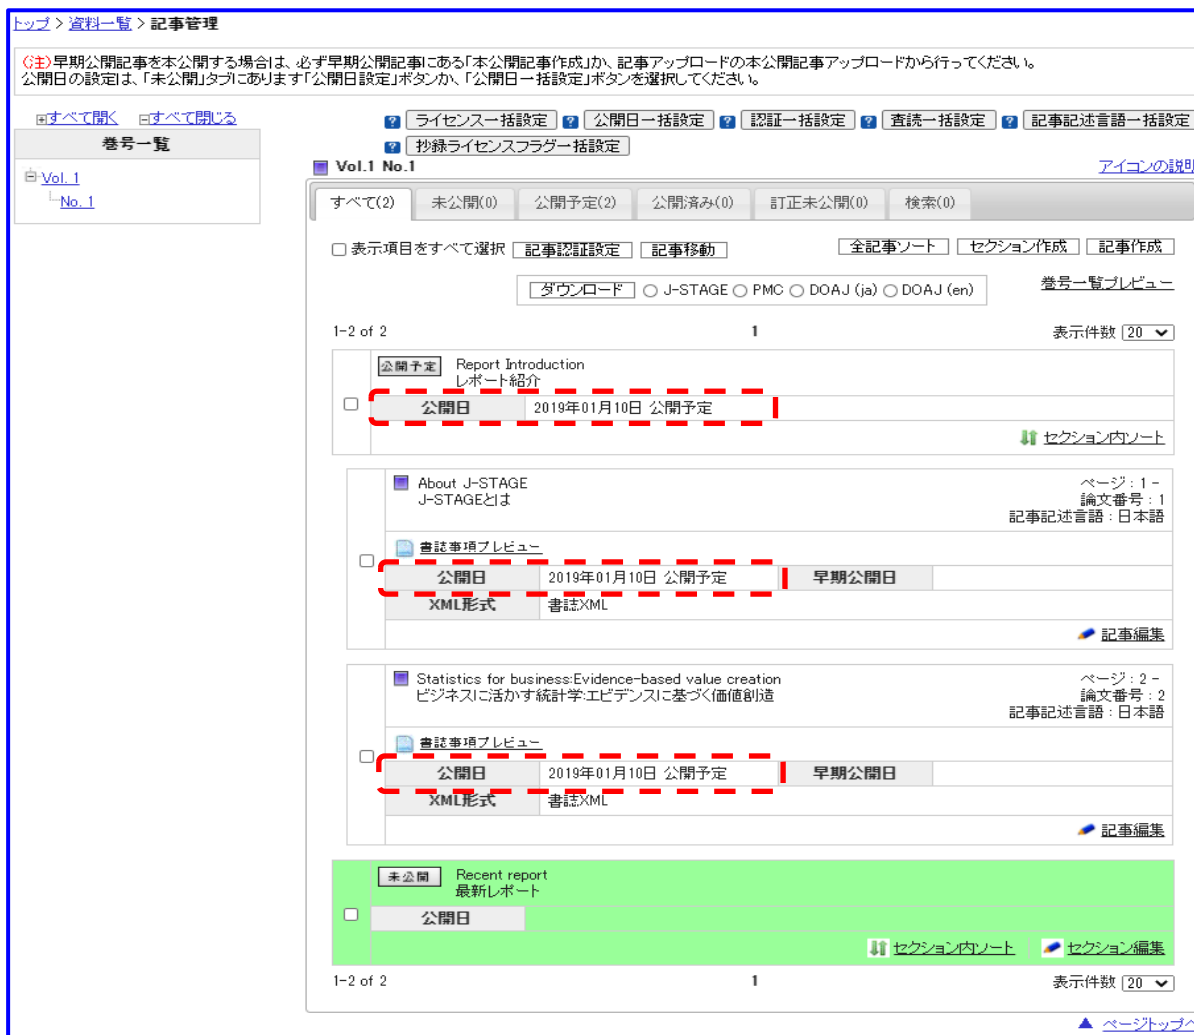 トップ > 資料一覧 > 記事管理
(注)早期公開記事を本公開する場合は、必ず早期公開記事にある「本公開記事作成」か、記事アップロードの本公開記事アップロードから行ってください。
公開日の設定は、「未公開」タブにあります「公開日設定」ボタンか、「公開日一括設定」ボタンを選択してください。
すべて開く すべて閉じる
巻号一覧
Vol. 1
No. 1
? ライセンス一括設定 ? 公開日一括設定 ? 認証一括設定 ? 査読一括設定 ? 記事記述言語一括設定
? 抄録ライセンスフラグ一括設定
Vol.1 No.1 アイコンの説明
すべて(2) 未公開(0) 公開予定(2) 公開済み(0) 訂正未公開(0) 検索(0)
表示項目をすべて選択 記事認証設定 記事移動 全記事ソート セクション作成 記事作成
ダウンロード J-STAGE PMC DOAJ (ja) DOAJ (en) 巻号一覧プレビュー
1-2 of 2 1 表示件数 20
公開予定 Report Introduction
レポート紹介
公開日 2019年01月10日 公開予定
セクション内ソート
About J-STAGE ページ : 1 -
J-STAGEとは 論文番号 : 1
記事記述言語 : 日本語
書誌事項プレビュー
公開日 2019年01月10日 公開予定 早期公開日
XML形式 書誌XML
記事編集
Statistics for business:Evidence-based value creation ページ : 2 -
ビジネスに活かす統計学:エビデンスに基づく価値創造 論文番号 : 2
記事記述言語 : 日本語
書誌事項プレビュー
公開日 2019年01月10日 公開予定 早期公開日
XML形式 書誌XML
記事編集
未公開 Recent report
最新レポート
公開日
セクション内ソート セクション編集
1-2 of 2 1 表示件数 20
▲ ページトップへ